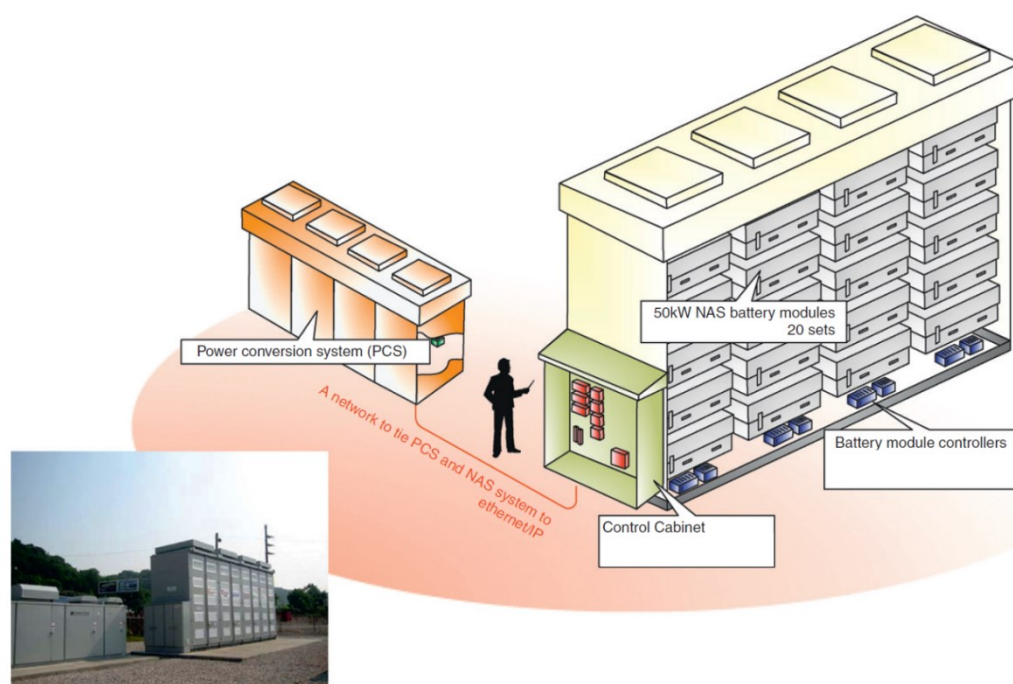 50kW NAS battery modules
20 sets
Power conversion system (PCS)
A network to tie PCS and NAS system to
ethernet/IP
Battery module controllers
Control Cabinet